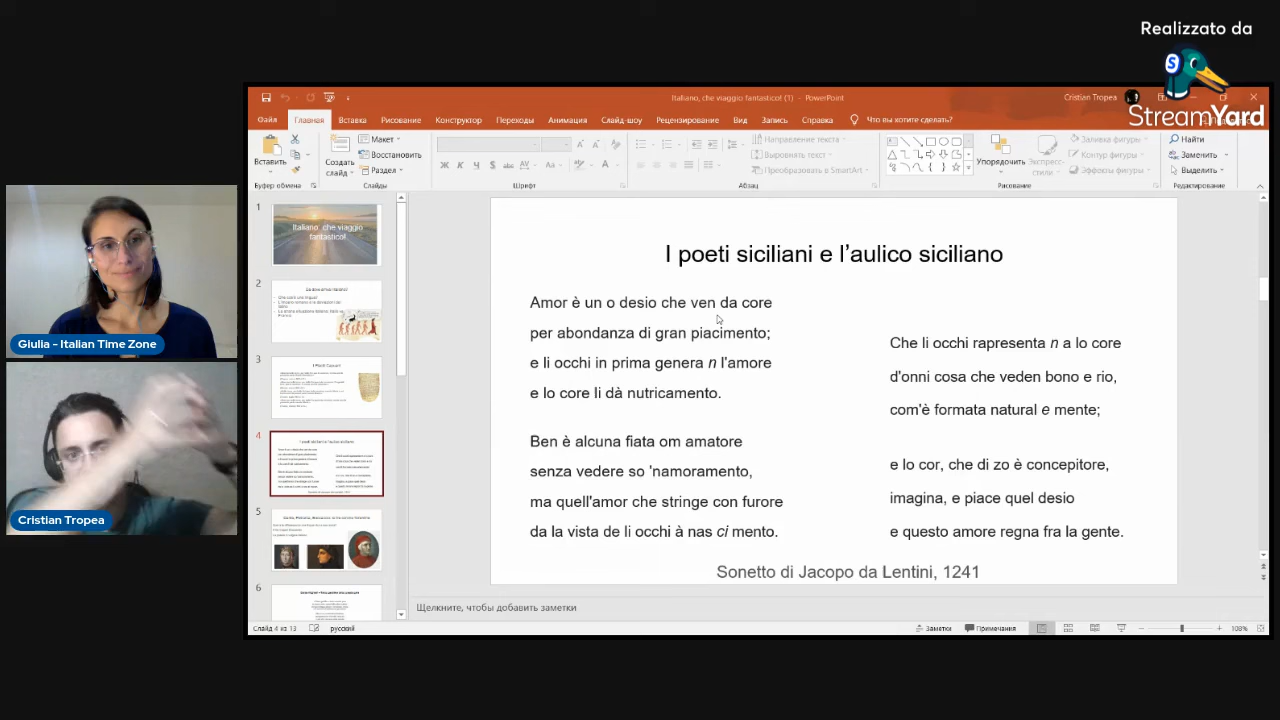 Realizzato da
StreamYard
Italiano, che viaggio fantastico! (1) - PowerPoint
Cristian Tropea
Файл Главная Вставка Рисование Конструктор Переходы Анимация Слайд-шоу Рецензирование Вид Запись Справка Что вы хотите сделать?
Вставить
Создать слайд
Макет
Восстановить
Раздел
Направление текста
Выровнять текст
Преобразовать в SmartArt
Упорядочить
Экспресс-стили
Заливка фигуры
Контур фигуры
Эффекты фигуры
Найти
Заменить
Выделить
Буфер обмена Слайды Шрифт Абзац Рисование Редактирование
1
Italiano che viaggio
fantastico!
2
3
4
5
6
I poeti siciliani e l’aulico siciliano
Amor è un o desio che ven da core
per abondanza di gran piacimento;
e li occhi in prima genera n l'amore
e lo core li dà nutricamento.
Ben è alcuna fiata om amatore
senza vedere so 'namoramento,
ma quell'amor che stringe con furore
da la vista de li occhi à nas ci mento.
Che li occhi rapresenta n a lo core
d’onni cosa che veden bono e rio,
com’è formata natural e mente;
e lo cor, che di zo è concepitore,
imagina, e piace quel desio
e questo amore regna fra la gente.
Sonetto di Jacopo da Lentini, 1241
Giulia – Italian Time Zone
Cristian Tropea
Щелкните, чтобы добавить заметки
Слайд 4 из 13 русский Заметки Примечания 108%